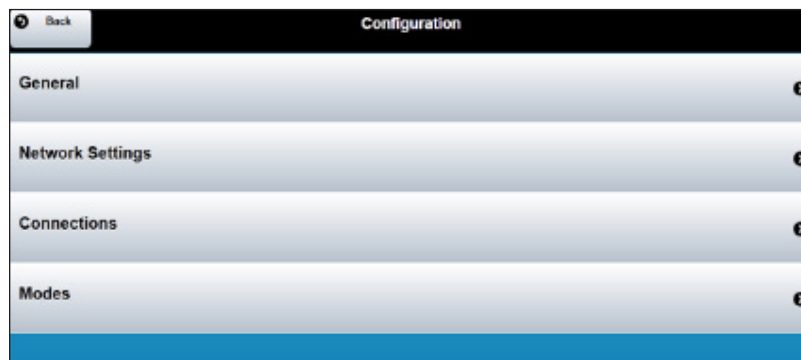 Back
Configuration
General
Network Settings
Connections
Modes